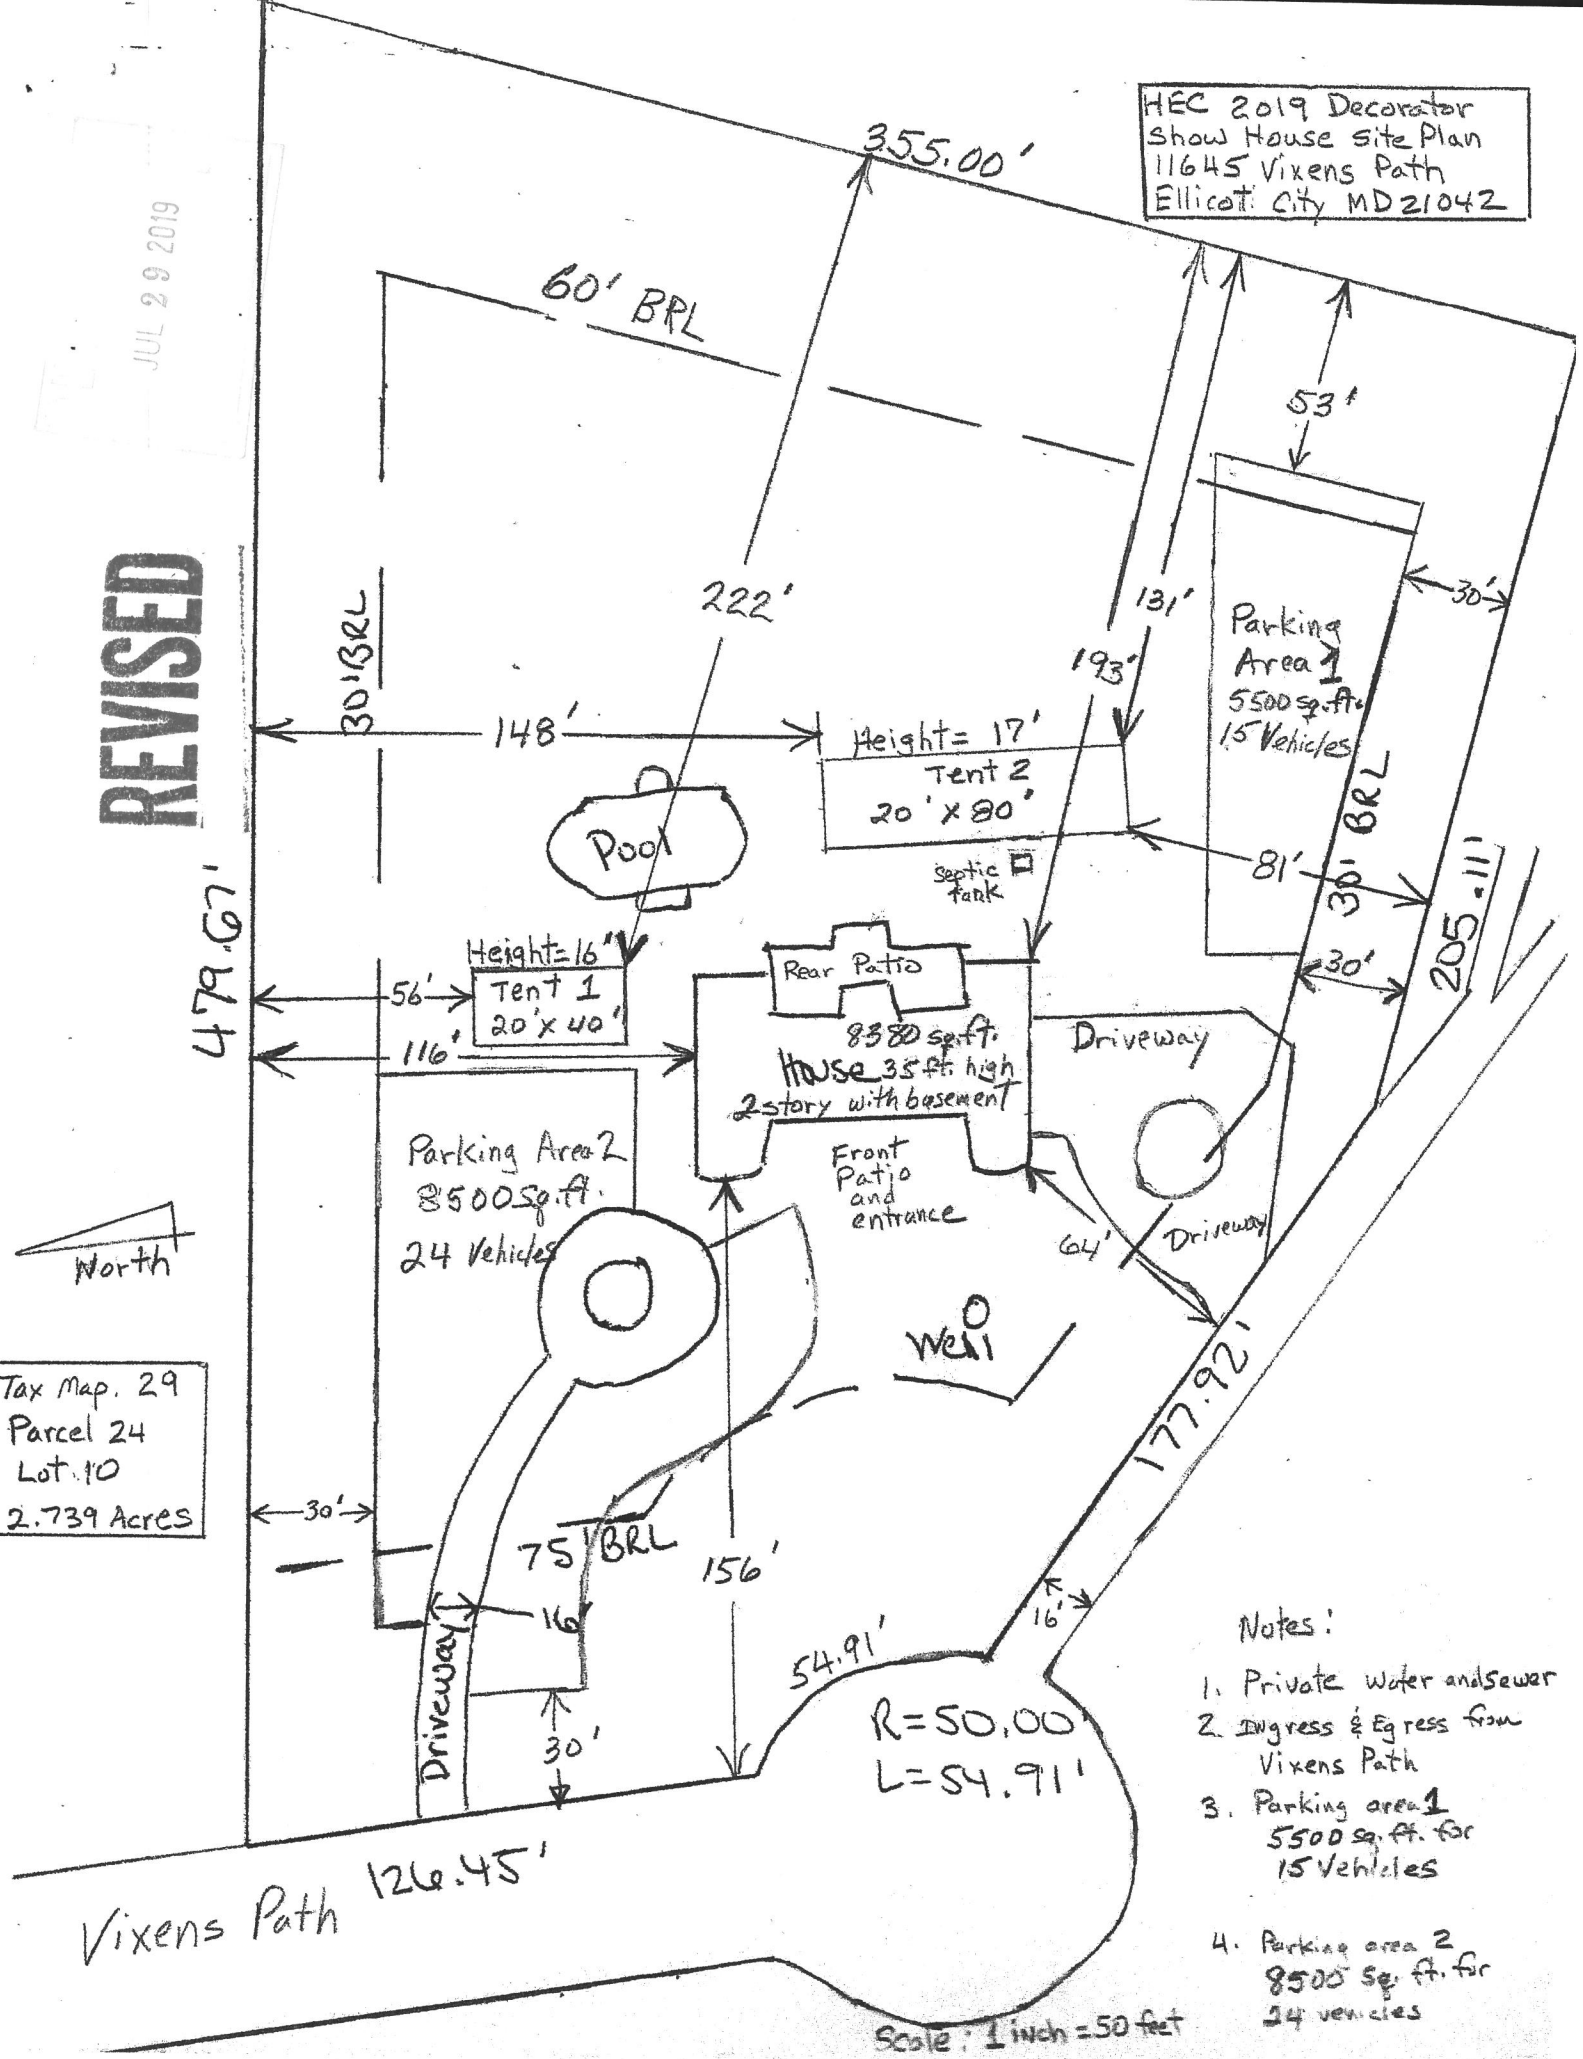 HEC 2019 Decorator
Show House Site Plan
11645 Vixens Path
Ellicott City MD 21042
355.00'
JUL 29 2019
60' BRL
53'
REVISED
30' BRL
222'
131'
193'
30'
Parking
Area 1
5500 sq.ft.
15 Vehicles
148'
Height = 17'
Tent 2
20' X 80'
Pool
30' BRL
81'
septic
tank
205.11'
479.67'
Height=16'
Tent 1
20' X 40'
56'
116'
Rear Patio
30'
8380 sq.ft.
House 35 ft. high
2 story with basement
Driveway
Parking Area 2
8500 Sq.ft.
24 Vehicles
Front
Patio
and
entrance
64'
Driveway
North
Well
177.92'
Tax Map. 29
Parcel 24
Lot.10
2.739 Acres
30'
75' BRL
156'
16'
16'
Driveway
30'
54.91'
R=50.00'
L=54.91'
126.45'
Vixens Path
Notes:
1. Private Water and Sewer
2. Ingress & Egress from
Vixens Path
3. Parking area 1
5500 sq. ft. for
15 Vehicles
4. Parking area 2
8500 sq. ft. for
24 vehicles
Scale: 1 inch = 50 feet